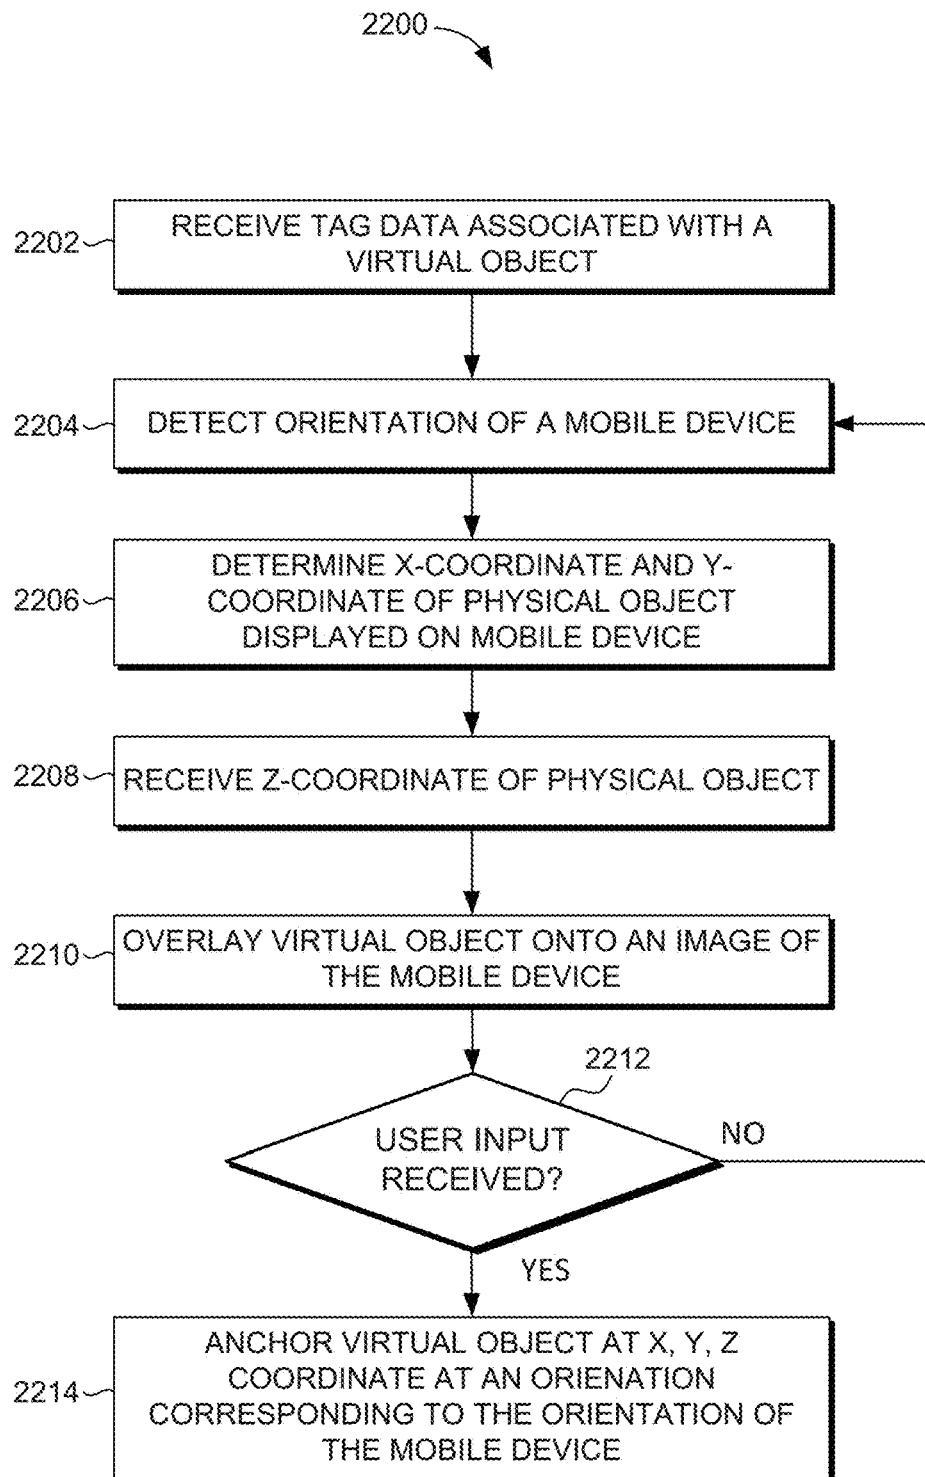 2200
2202
RECEIVE TAG DATA ASSOCIATED WITH A
VIRTUAL OBJECT
2204
DETECT ORIENTATION OF A MOBILE DEVICE
2206
DETERMINE X-COORDINATE AND Y-
COORDINATE OF PHYSICAL OBJECT
DISPLAYED ON MOBILE DEVICE
2208
RECEIVE Z-COORDINATE OF PHYSICAL OBJECT
2210
OVERLAY VIRTUAL OBJECT ONTO AN IMAGE OF
THE MOBILE DEVICE
2212
USER INPUT
RECEIVED?
NO
YES
2214
ANCHOR VIRTUAL OBJECT AT X, Y, Z
COORDINATE AT AN ORIENATION
CORRESPONDING TO THE ORIENTATION OF
THE MOBILE DEVICE